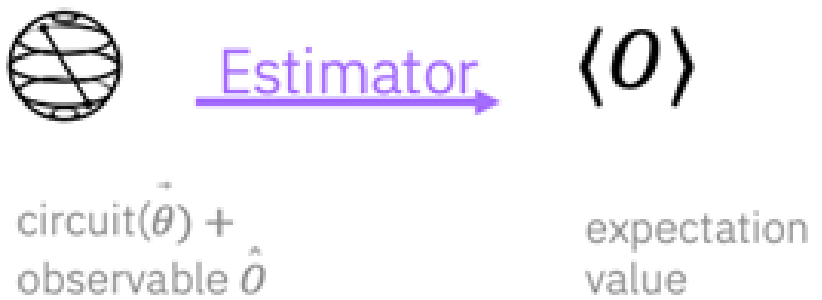 Estimator
⟨O⟩
circuit(θ⃗) +
observable Ô
expectation
value